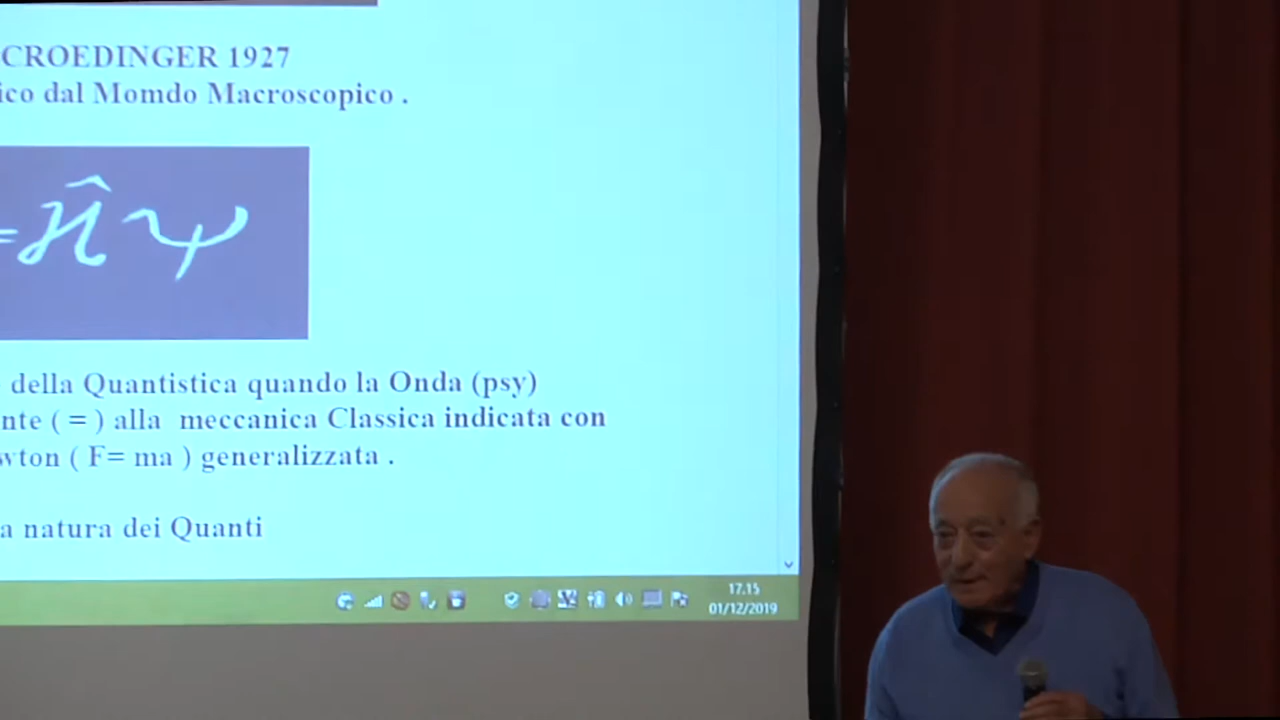 CROEDINGER 1927
ico dal Momdo Macroscopico .
=Ĥψ
della Quantistica quando la Onda (psy)
nte ( = ) alla meccanica Classica indicata con
wton ( F= ma ) generalizzata .
a natura dei Quanti
17.15
01/12/2019